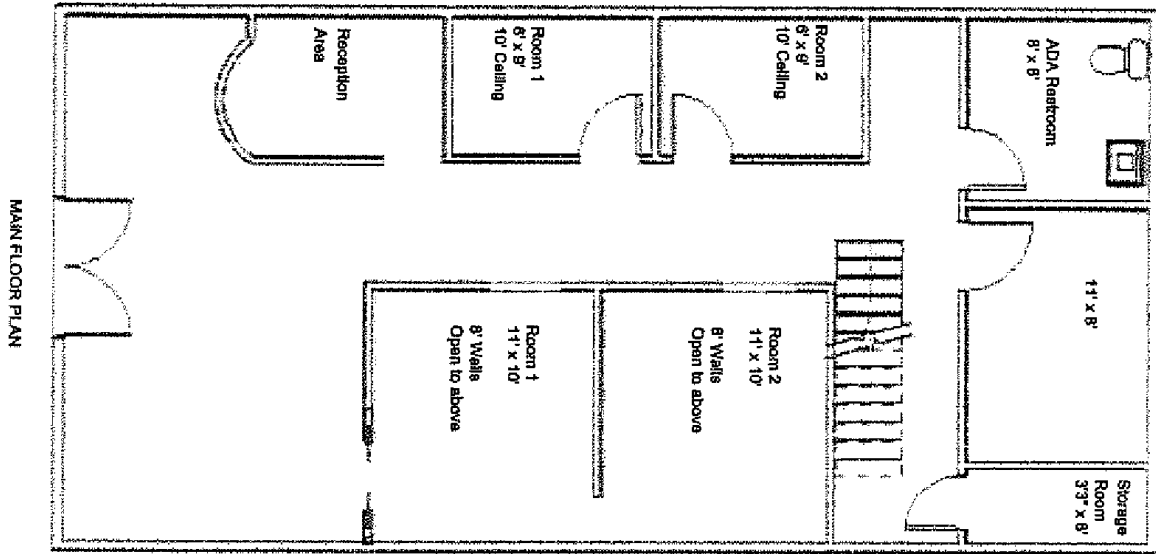 ADA Restroom
8' x 8'
11' x 8'
Storage
Room
3'3" x 8'
Room 2
6' x 9'
10' Ceiling
Room 2
11' x 10'
8' Walls
Open to above
Room 1
6' x 9'
10' Ceiling
Room 1
11' x 10'
8' Walls
Open to above
Reception
Area
MAIN FLOOR PLAN